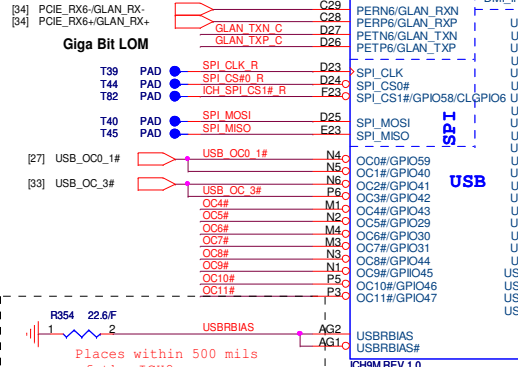 C29
[34] PCIE_RX6-/GLAN_RX- PERN6/GLAN_RXN
[34] PCIE_RX6+/GLAN_RX+ C28 PERP6/GLAN_RXP
GLAN_TXN_C D27 PETN6/GLAN_TXN
Giga Bit LOM GLAN_TXP_C D26 PETP6/GLAN_TXP
T39 PAD SPI_CLK_R D23 SPI_CLK
T44 PAD SPI_CS#0_R D24 SPI_CS0#
T82 PAD ICH_SPI_CS1#_R F23 SPI_CS1#/GPIO58/CLGPIO6
T40 PAD SPI_MOSI D25 SPI_MOSI
T45 PAD SPI_MISO E23 SPI_MISO
SPI
[27] USB_OC0_1# USB_OC0_1# N4 OC0#/GPIO59
N5 OC1#/GPIO40
[33] USB_OC_3# N6 OC2#/GPIO41
USB
USB_OC_3# P6 OC3#/GPIO42
OC4# M1 OC4#/GPIO43
OC5# N2 OC5#/GPIO29
OC6# M4 OC6#/GPIO30
OC7# M3 OC7#/GPIO31
OC8# N3 OC8#/GPIO44
OC9# N1 OC9#/GPIIO45
OC10# P5 OC10#/GPIO46
OC11# P3 OC11#/GPIO47
R354 22.6/F
1 2 USBRBIAS AG2 USBRBIAS
AG1 USBRBIAS#
Places within 500 mils
ICH9M REV 1.0